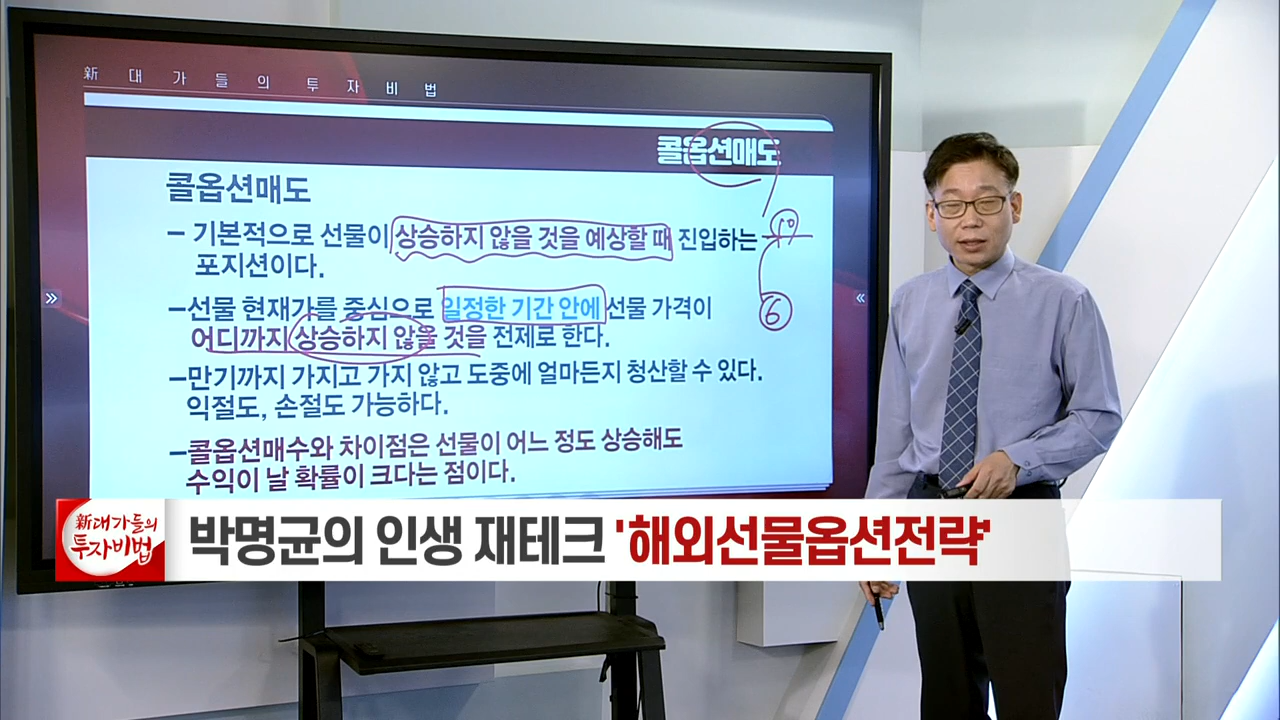 新 대 가 들 의 투 자 비 법
콜옵션매도
콜옵션매도
– 기본적으로 선물이 상승하지 않을 것을 예상할 때 진입하는
포지션이다.
–선물 현재가를 중심으로 일정한 기간 안에 선물 가격이
어디까지 상승하지 않을 것을 전제로 한다.
–만기까지 가지고 가지 않고 도중에 얼마든지 청산할 수 있다.
익절도, 손절도 가능하다.
–콜옵션매수와 차이점은 선물이 어느 정도 상승해도
수익이 날 확률이 크다는 점이다.
10
6
新대가들의
투자비법
박명균의 인생 재테크 '해외선물옵션전략'